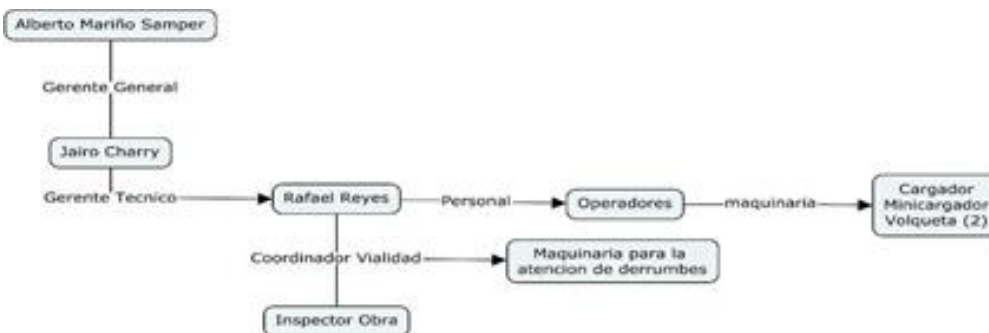 Alberto Mariño Samper
Gerente General
Jairo Charry
Gerente Tecnico
Rafael Reyes
Personal
Operadores
maquinaria
Cargador
Minicargador
Volqueta (2)
Coordinador Vialidad
Maquinaria para la
atencion de derrumbes
Inspector Obra